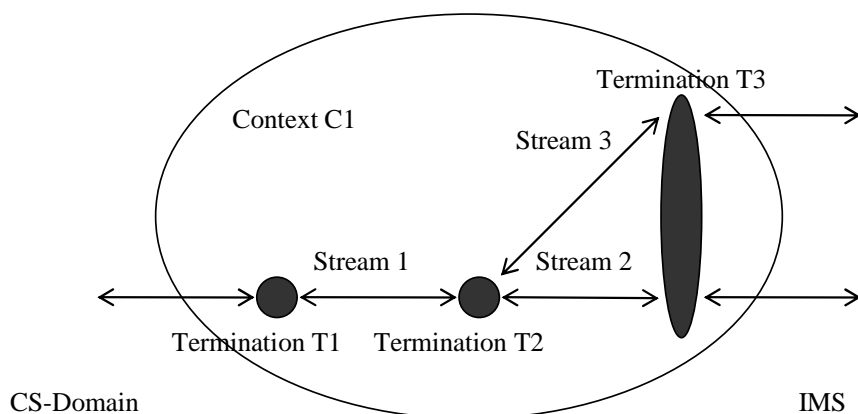 Termination T3
Context C1
Stream 3
Stream 1
Stream 2
Termination T1
Termination T2
CS-Domain
IMS